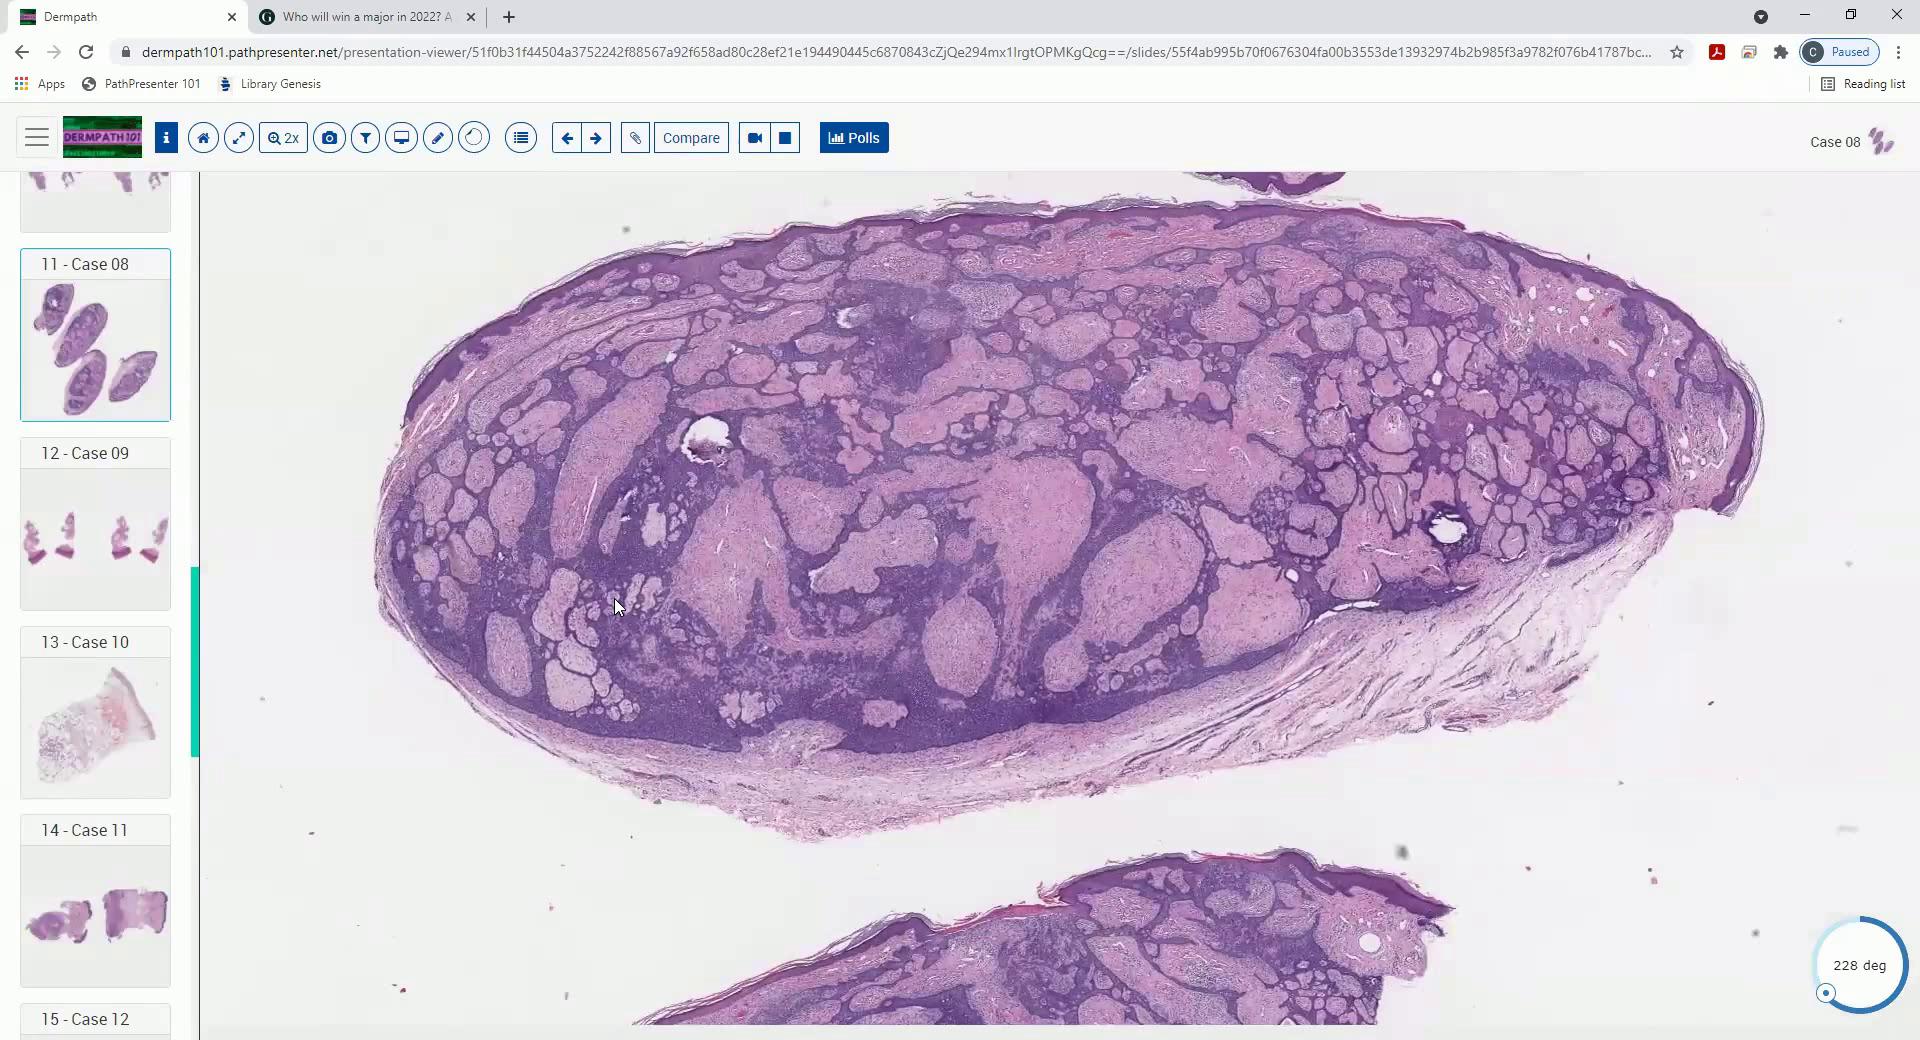 Dermpath
Who will win a major in 2022? A
dermpath101.pathpresenter.net/presentation-viewer/51f0b31f44504a3752242f88567a92f658ad80c28ef21e194490445c6870843cZjQe294mx1IrgtOPMKgQcg==/slides/55f4ab995b70f0676304fa00b3553de13932974b2b985f3a9782f076b41787bc...
C Paused
Apps
PathPresenter 101
Library Genesis
Reading list
DERMPATH 101
i
2x
Compare
Polls
Case 08
11 - Case 08
12 - Case 09
13 - Case 10
14 - Case 11
15 - Case 12
228 deg